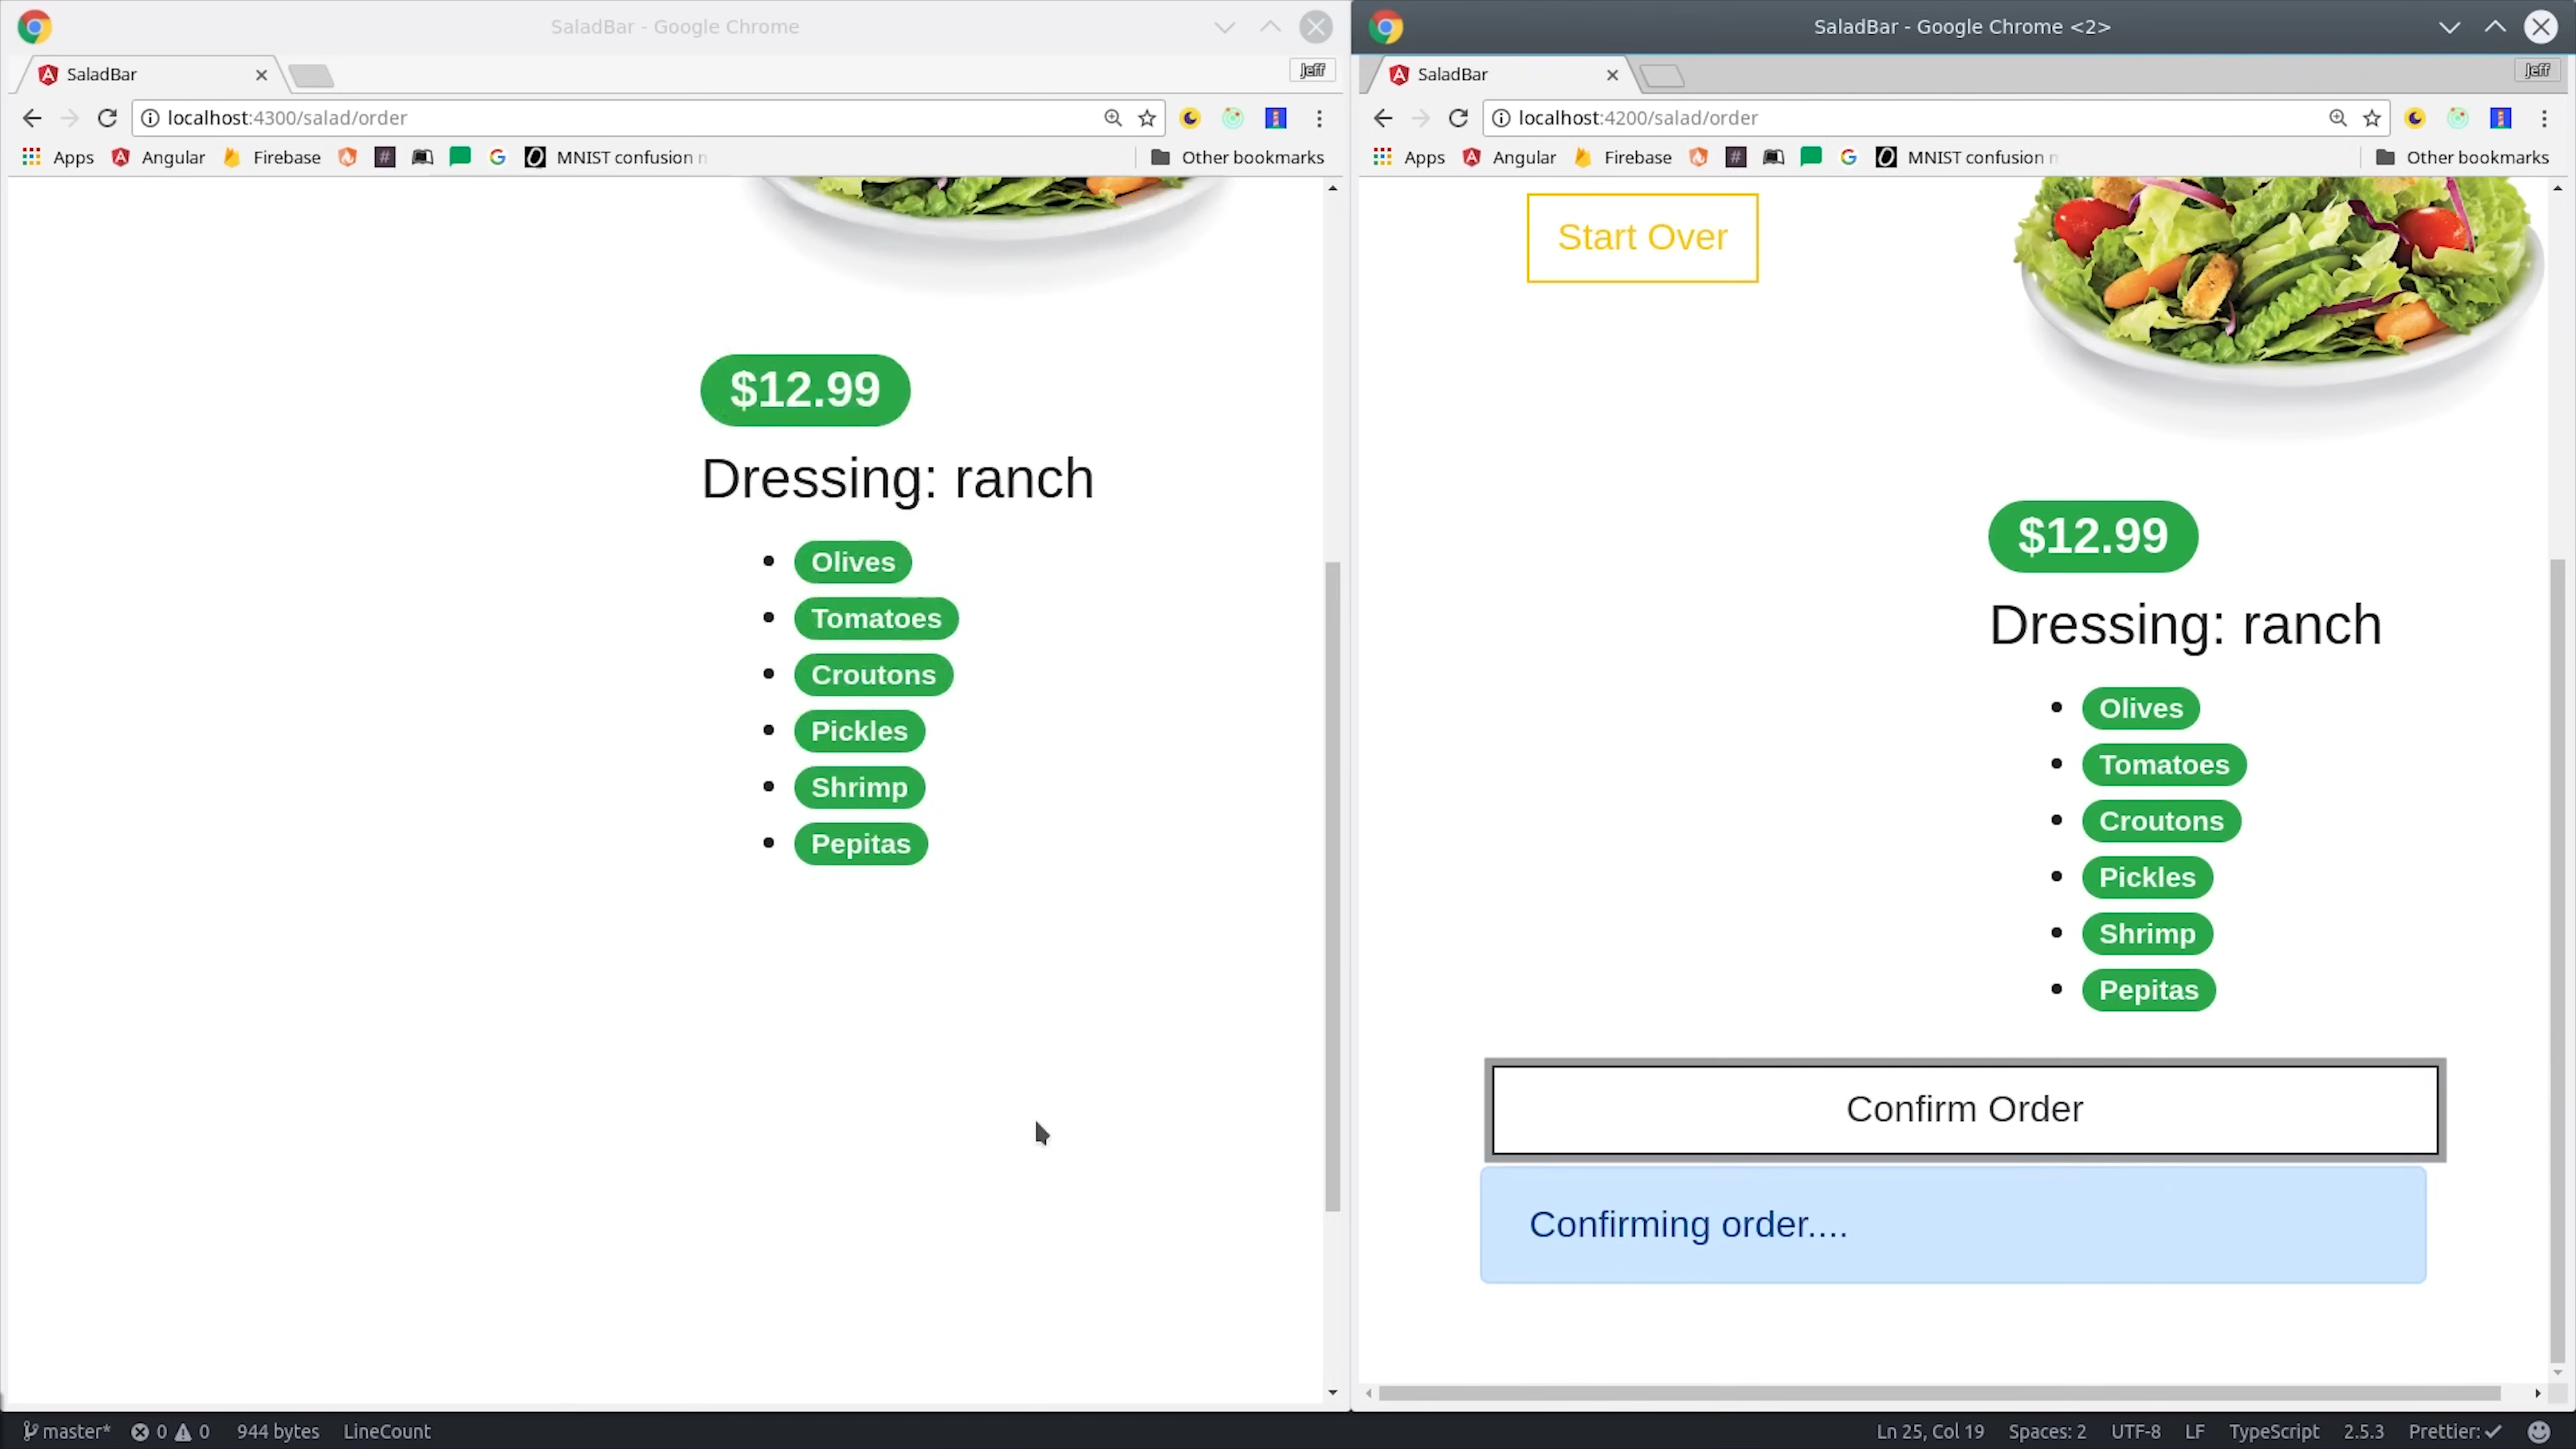 SaladBar - Google Chrome
SaladBar
Jeff
localhost:4300/salad/order
Apps Angular Firebase # G O MNIST confusion Other bookmarks
$12.99
Dressing: ranch
Olives
Tomatoes
Croutons
Pickles
Shrimp
Pepitas
SaladBar - Google Chrome <2>
SaladBar
Jeff
localhost:4200/salad/order
Apps Angular Firebase # G O MNIST confusion Other bookmarks
Start Over
$12.99
Dressing: ranch
Olives
Tomatoes
Croutons
Pickles
Shrimp
Pepitas
Confirm Order
Confirming order....
master* 0 0 944 bytes LineCount Ln 25, Col 19 Spaces: 2 UTF-8 LF TypeScript 2.5.3 Prettier: ✓